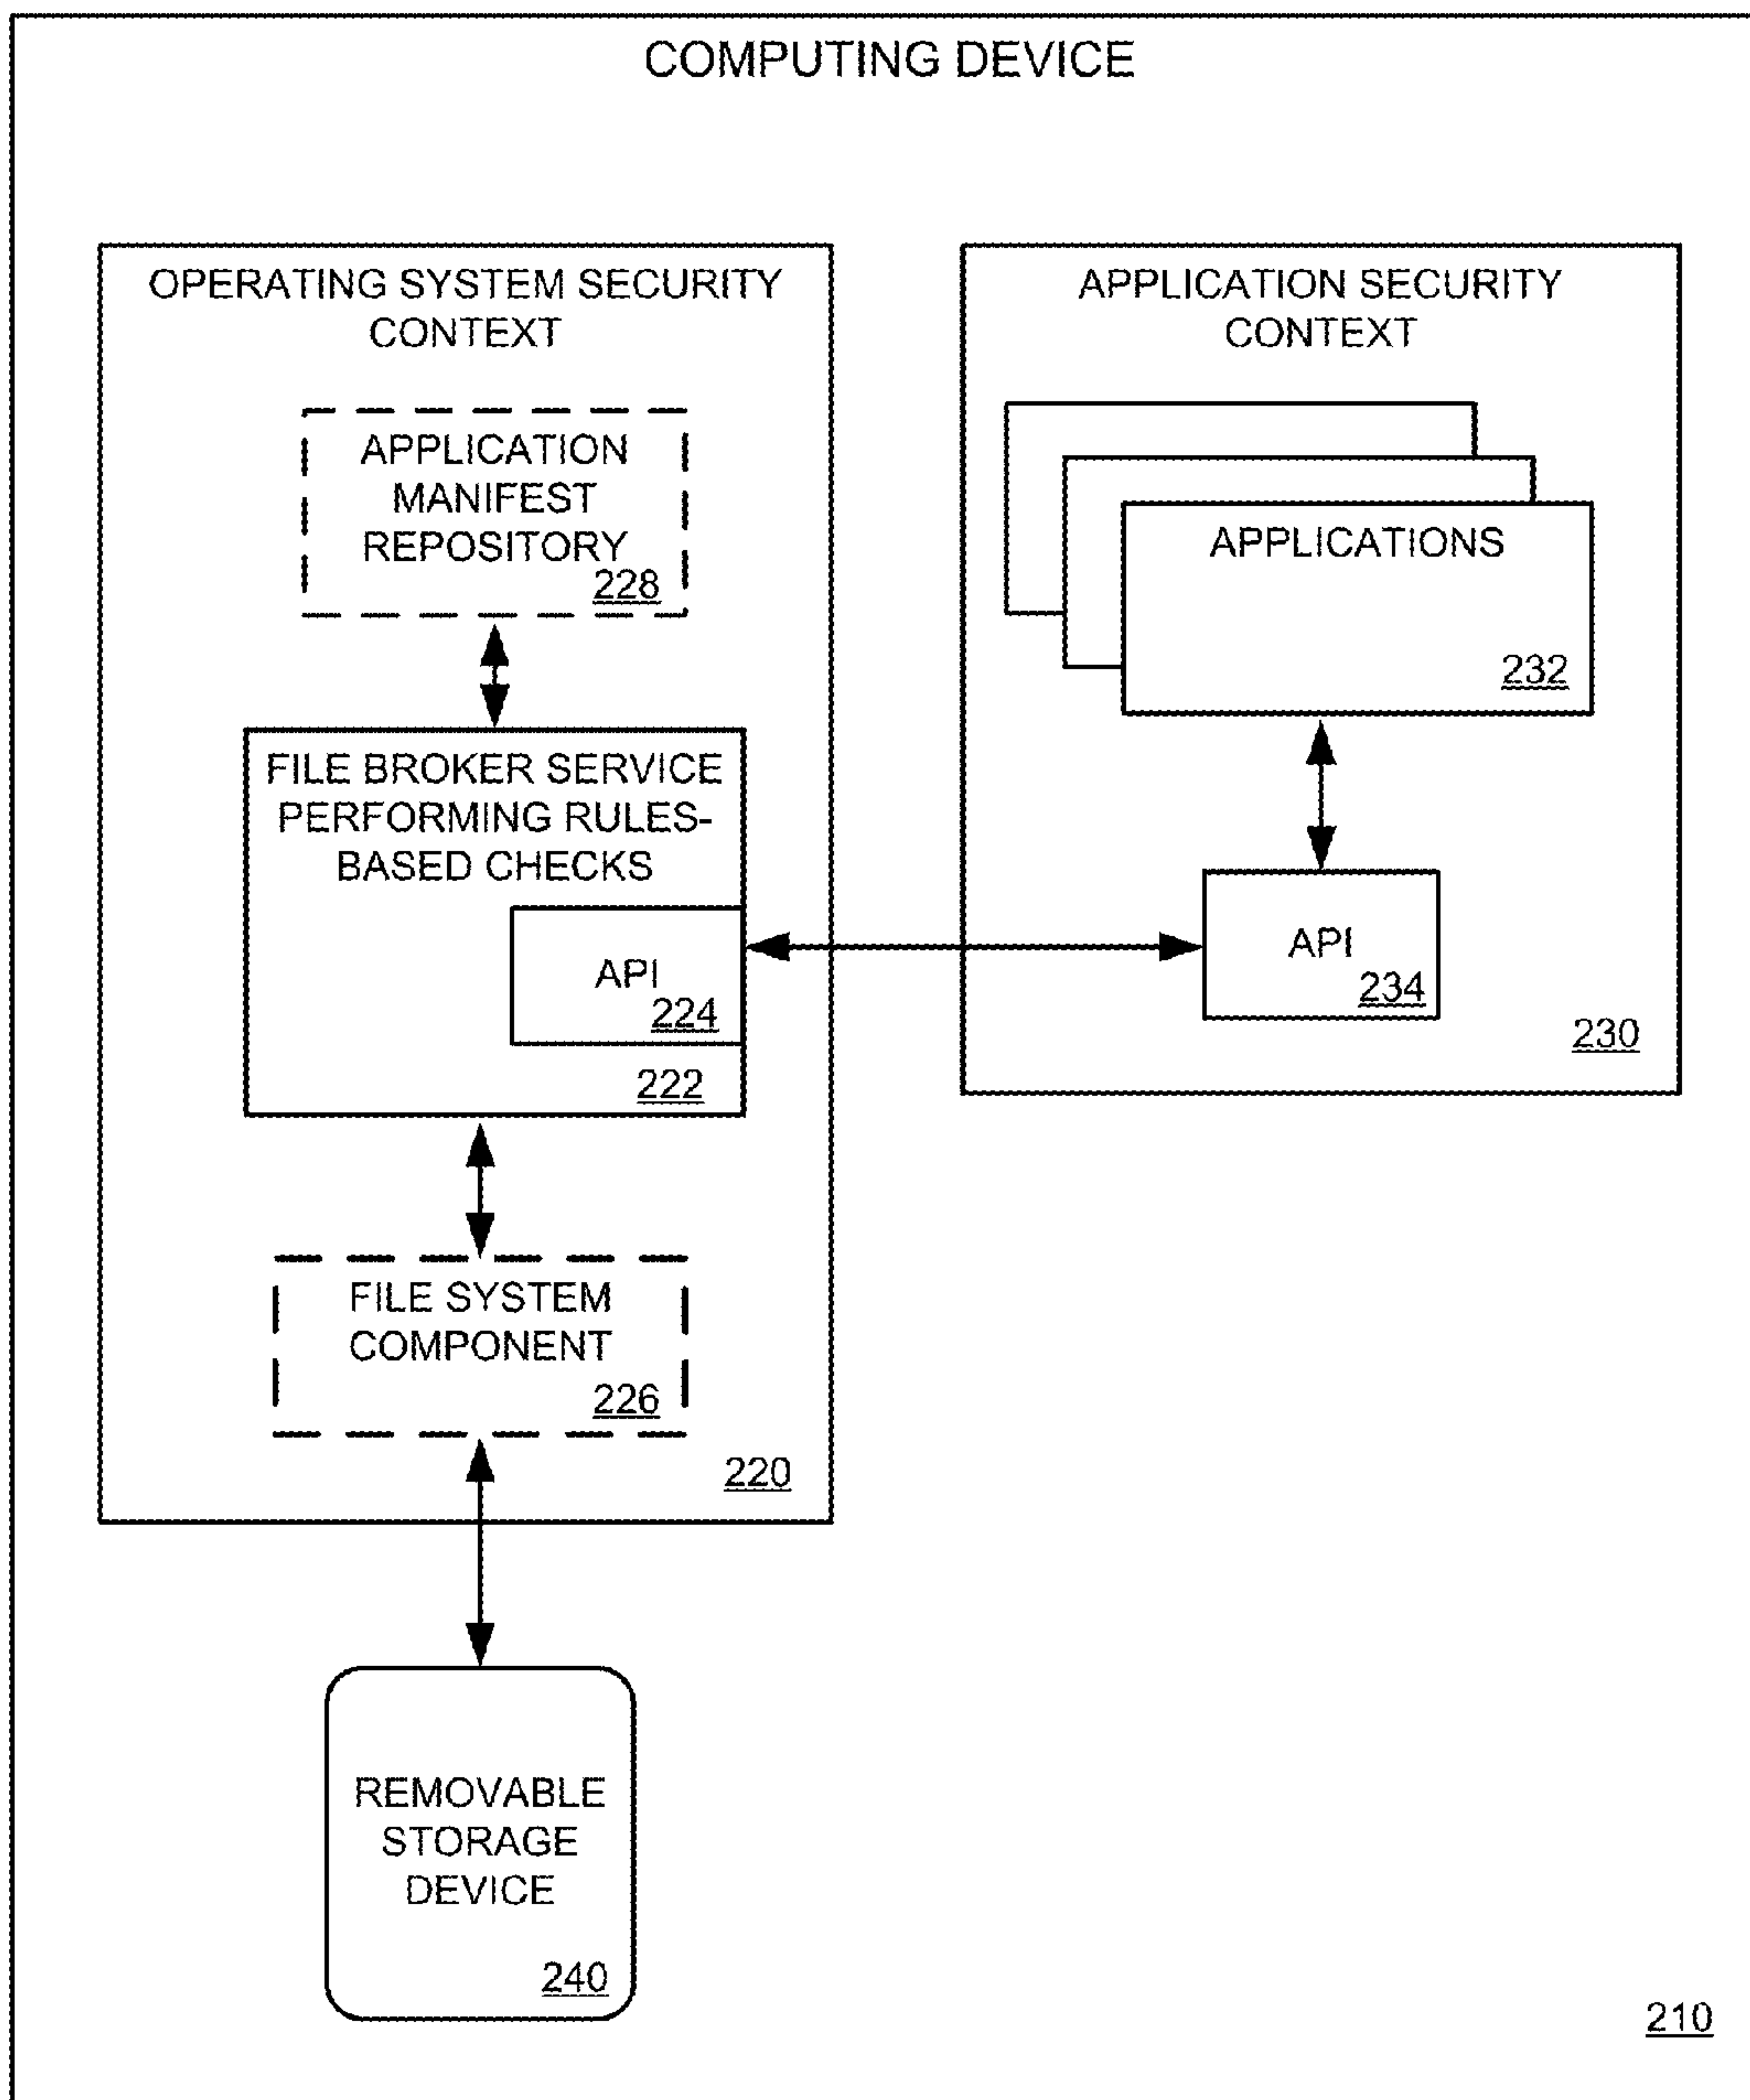 COMPUTING DEVICE
OPERATING SYSTEM SECURITY
CONTEXT
APPLICATION
MANIFEST
REPOSITORY
228
FILE BROKER SERVICE
PERFORMING RULES-
BASED CHECKS
API
224
222
FILE SYSTEM
COMPONENT
226
220
REMOVABLE
STORAGE
DEVICE
240
APPLICATION SECURITY
CONTEXT
APPLICATIONS
232
API
234
230
210